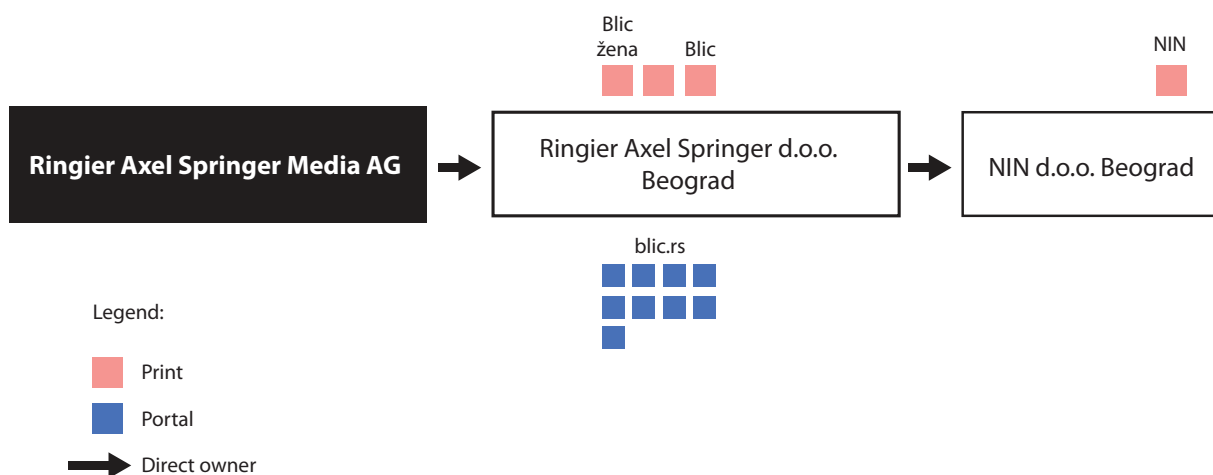 Blic
žena
Blic
NIN
Ringier Axel Springer Media AG
Ringier Axel Springer d.o.o.
Beograd
NIN d.o.o. Beograd
blic.rs
Legend:
Print
Portal
Direct owner